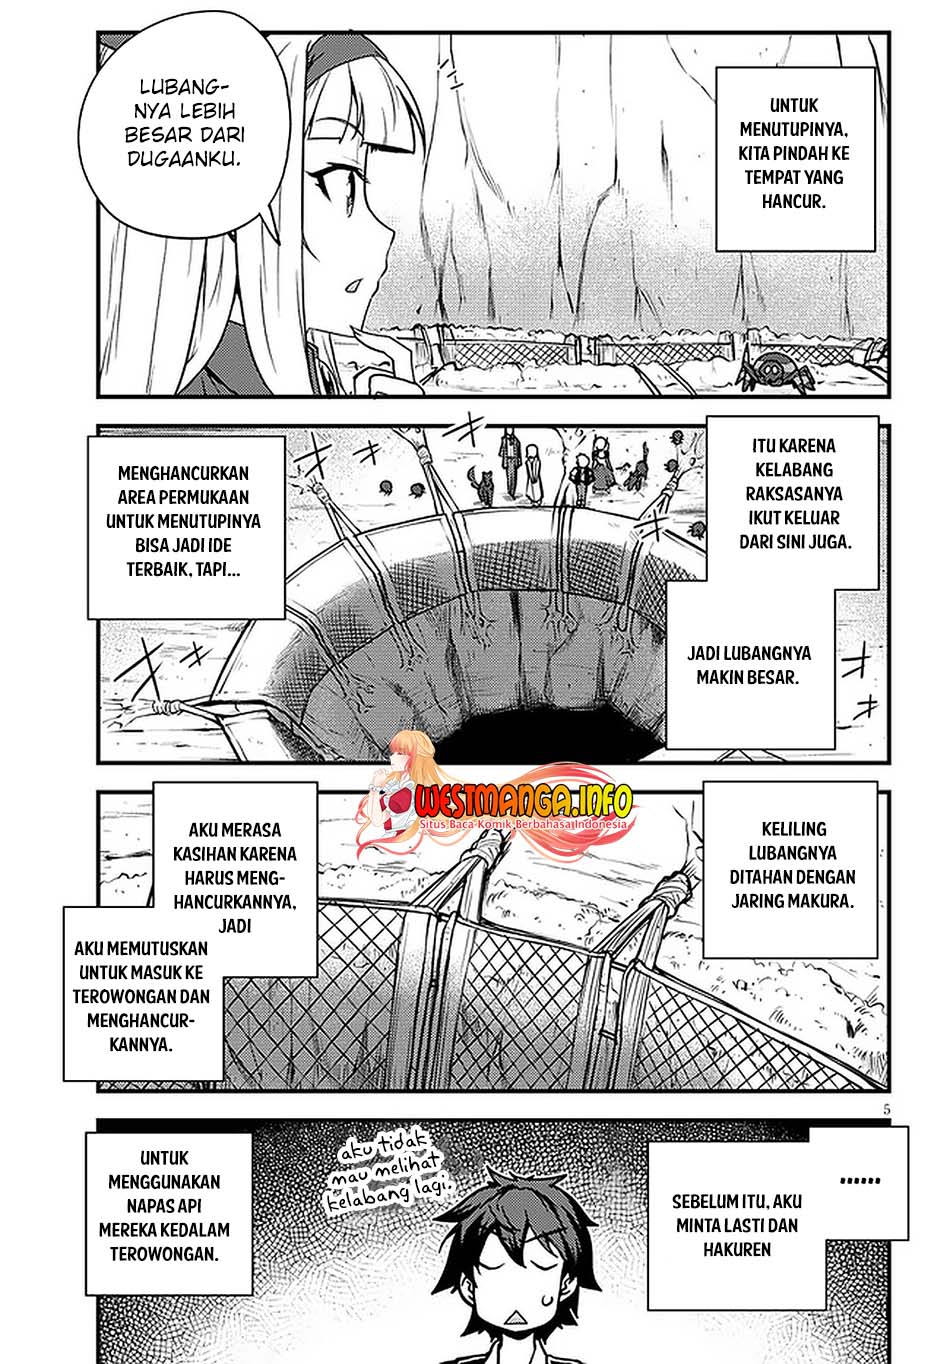 UNTUK
MENUTUPINYA,
KITA PINDAH KE
TEMPAT YANG
HANCUR.
LUBANG-
NYA LEBIH
BESAR DARI
DUGAANKU.
ITU KARENA
KELABANG
RAKSASANYA
IKUT KELUAR
DARI SINI JUGA.
JADI LUBANGNYA
MAKIN BESAR.
MENGHANCURKAN
AREA PERMUKAAN
UNTUK MENUTUPINYA
BISA JADI IDE
TERBAIK, TAPI...
WESTMANGA.INFO
Situs Baca Komik Berbahasa Indonesia
KELILING
LUBANGNYA
DITAHAN DENGAN
JARING MAKURA.
AKU MERASA
KASIHAN KARENA
HARUS MENG-
HANCURKANNYA,
JADI
AKU MEMUTUSKAN
UNTUK MASUK KE
TEROWONGAN DAN
MENGHANCUR-
KANNYA.
5
......
SEBELUM ITU, AKU
MINTA LASTI DAN
HAKUREN
aku tidak
mau melihat
kelabang lagi.
UNTUK
MENGGUNAKAN
NAPAS API
MEREKA KEDALAM
TEROWONGAN.